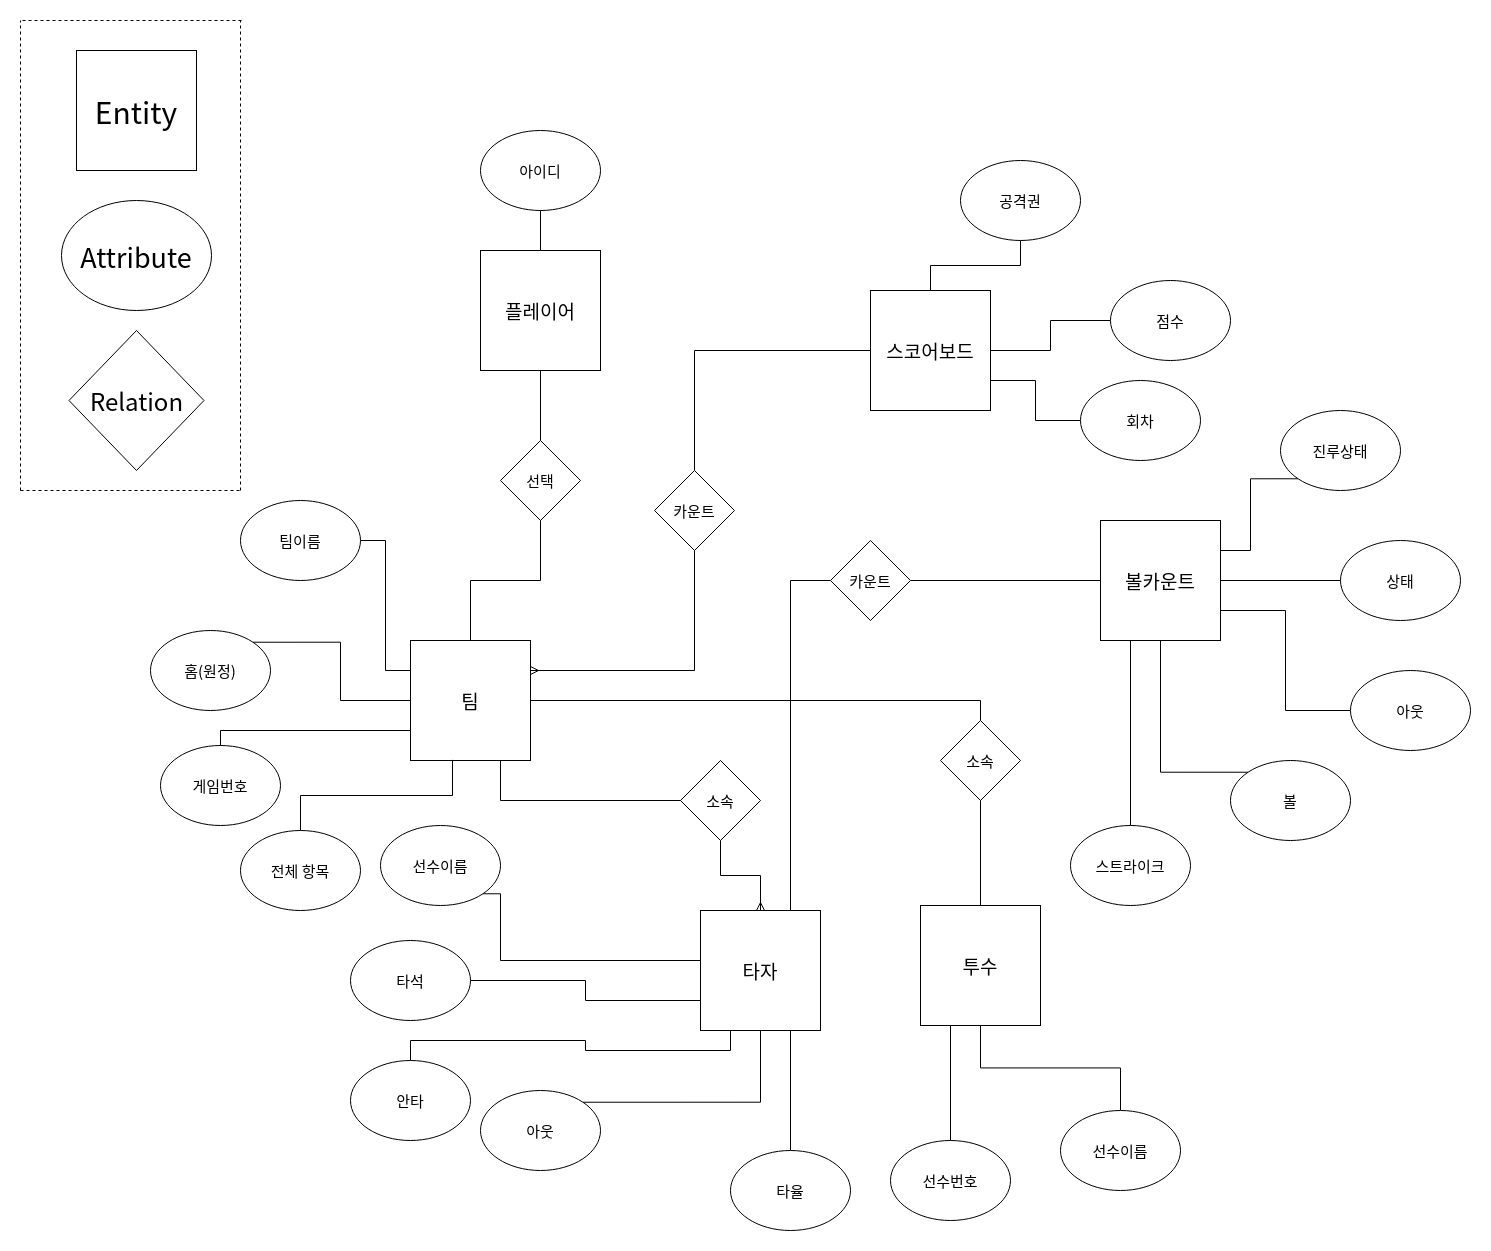 Entity
Attribute
Relation
아이디
플레이어
선택
공격권
스코어보드
점수
회차
카운트
진루상태
카운트
볼카운트
상태
아웃
볼
스트라이크
팀이름
홈(원정)
팀
게임번호
전체 항목
소속
소속
선수이름
타석
타자
투수
안타
아웃
타율
선수번호
선수이름